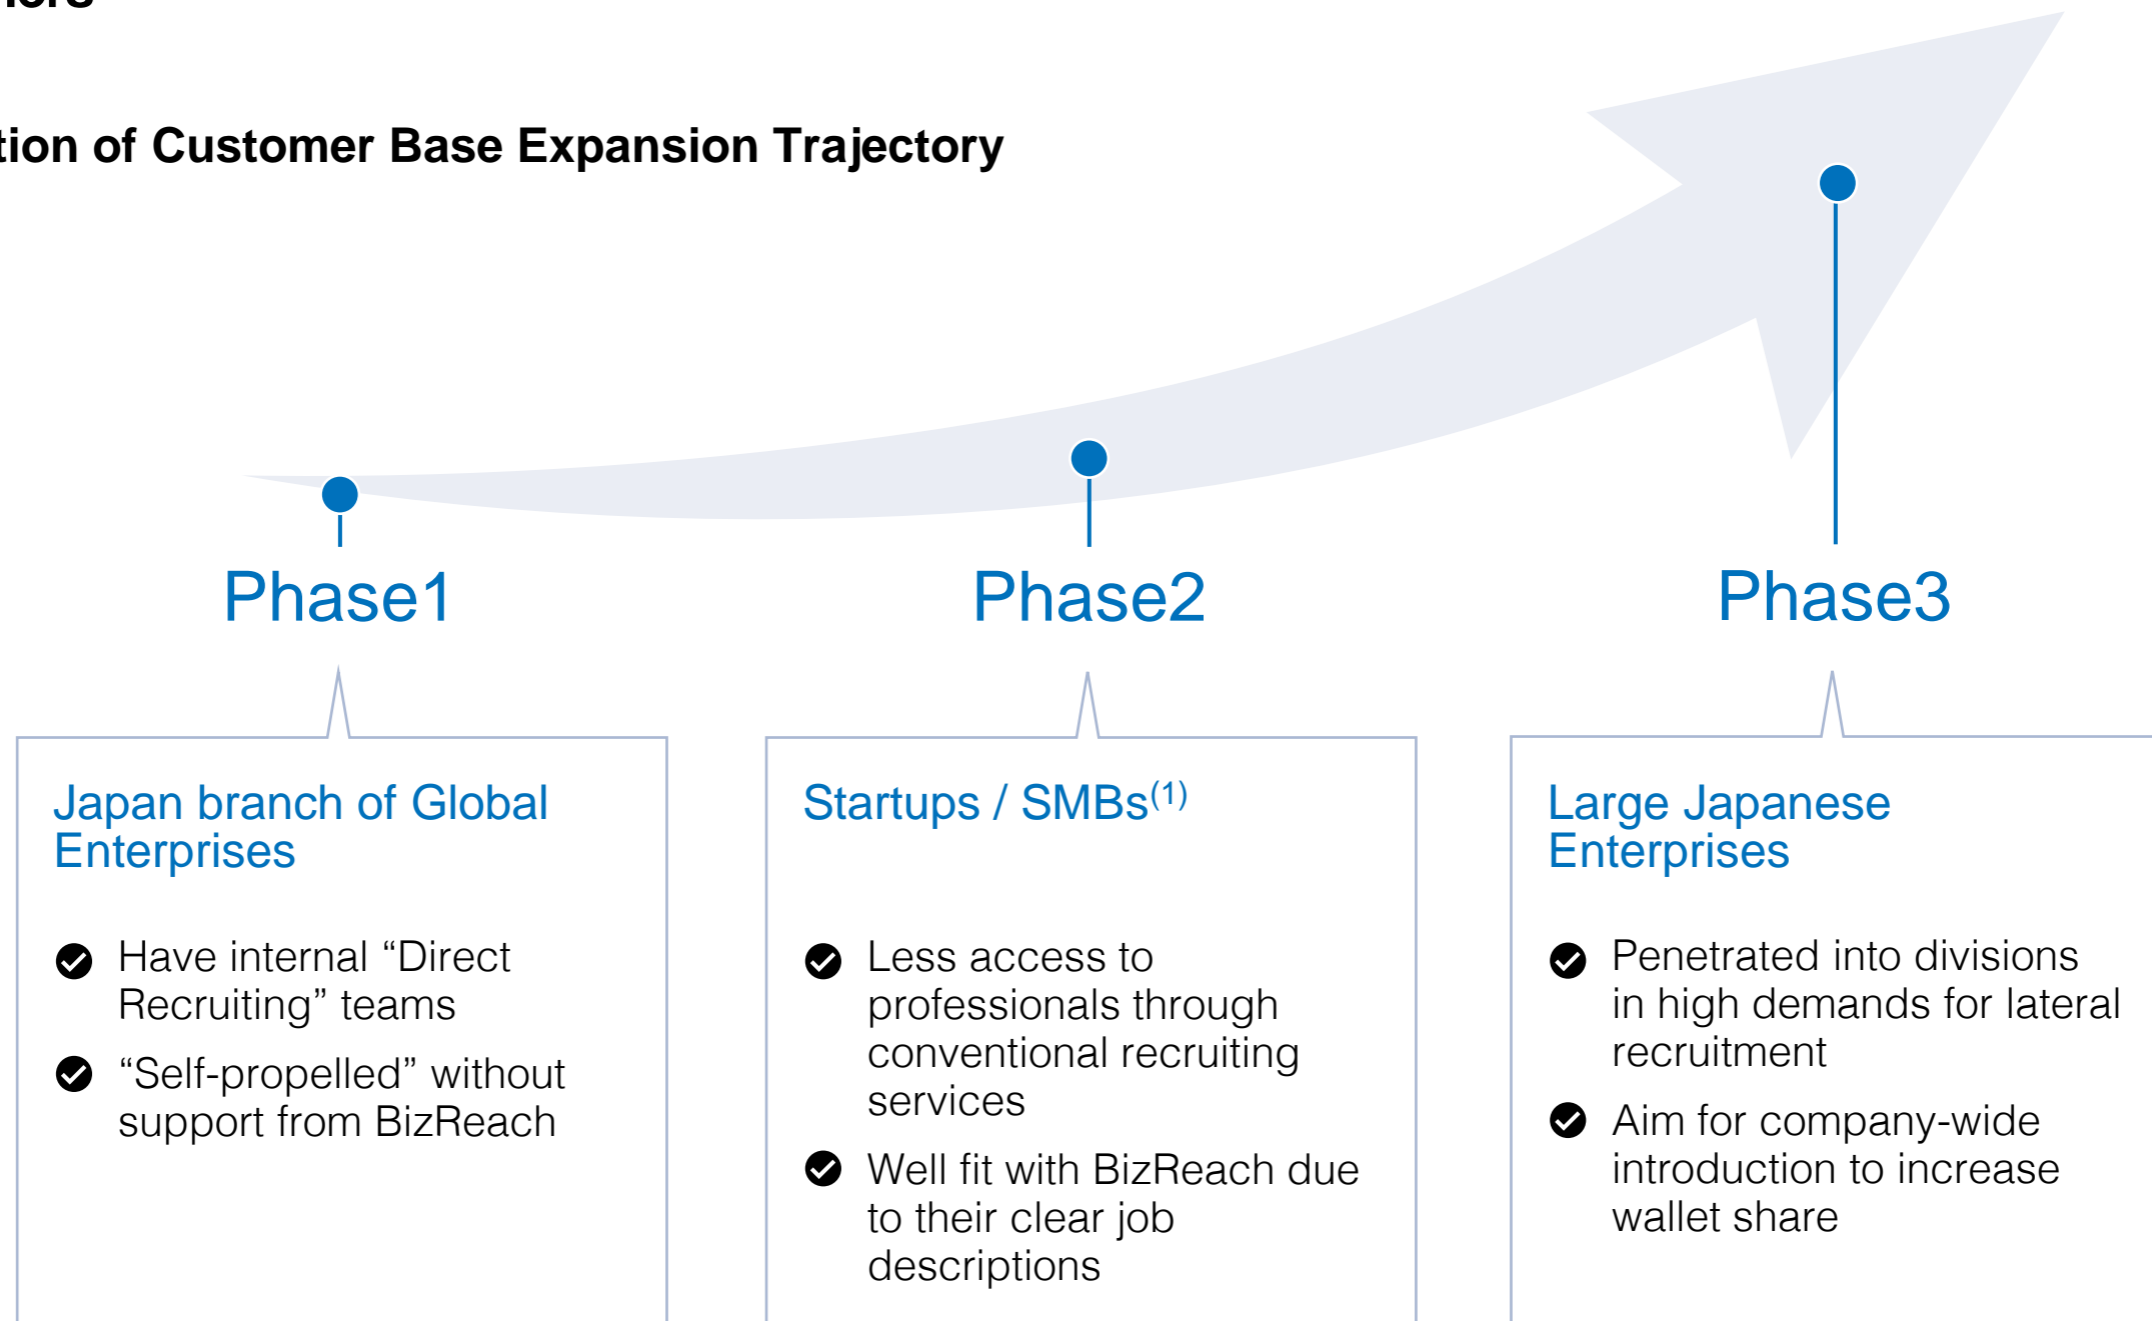 tion of Customer Base Expansion Trajectory
Phase1
Phase2
Phase3
Japan branch of Global
Enterprises
Have internal “Direct
Recruiting” teams
“Self-propelled” without
support from BizReach
Startups / SMBs(1)
Less access to
professionals through
conventional recruiting
services
Well fit with BizReach due
to their clear job
descriptions
Large Japanese
Enterprises
Penetrated into divisions
in high demands for lateral
recruitment
Aim for company-wide
introduction to increase
wallet share